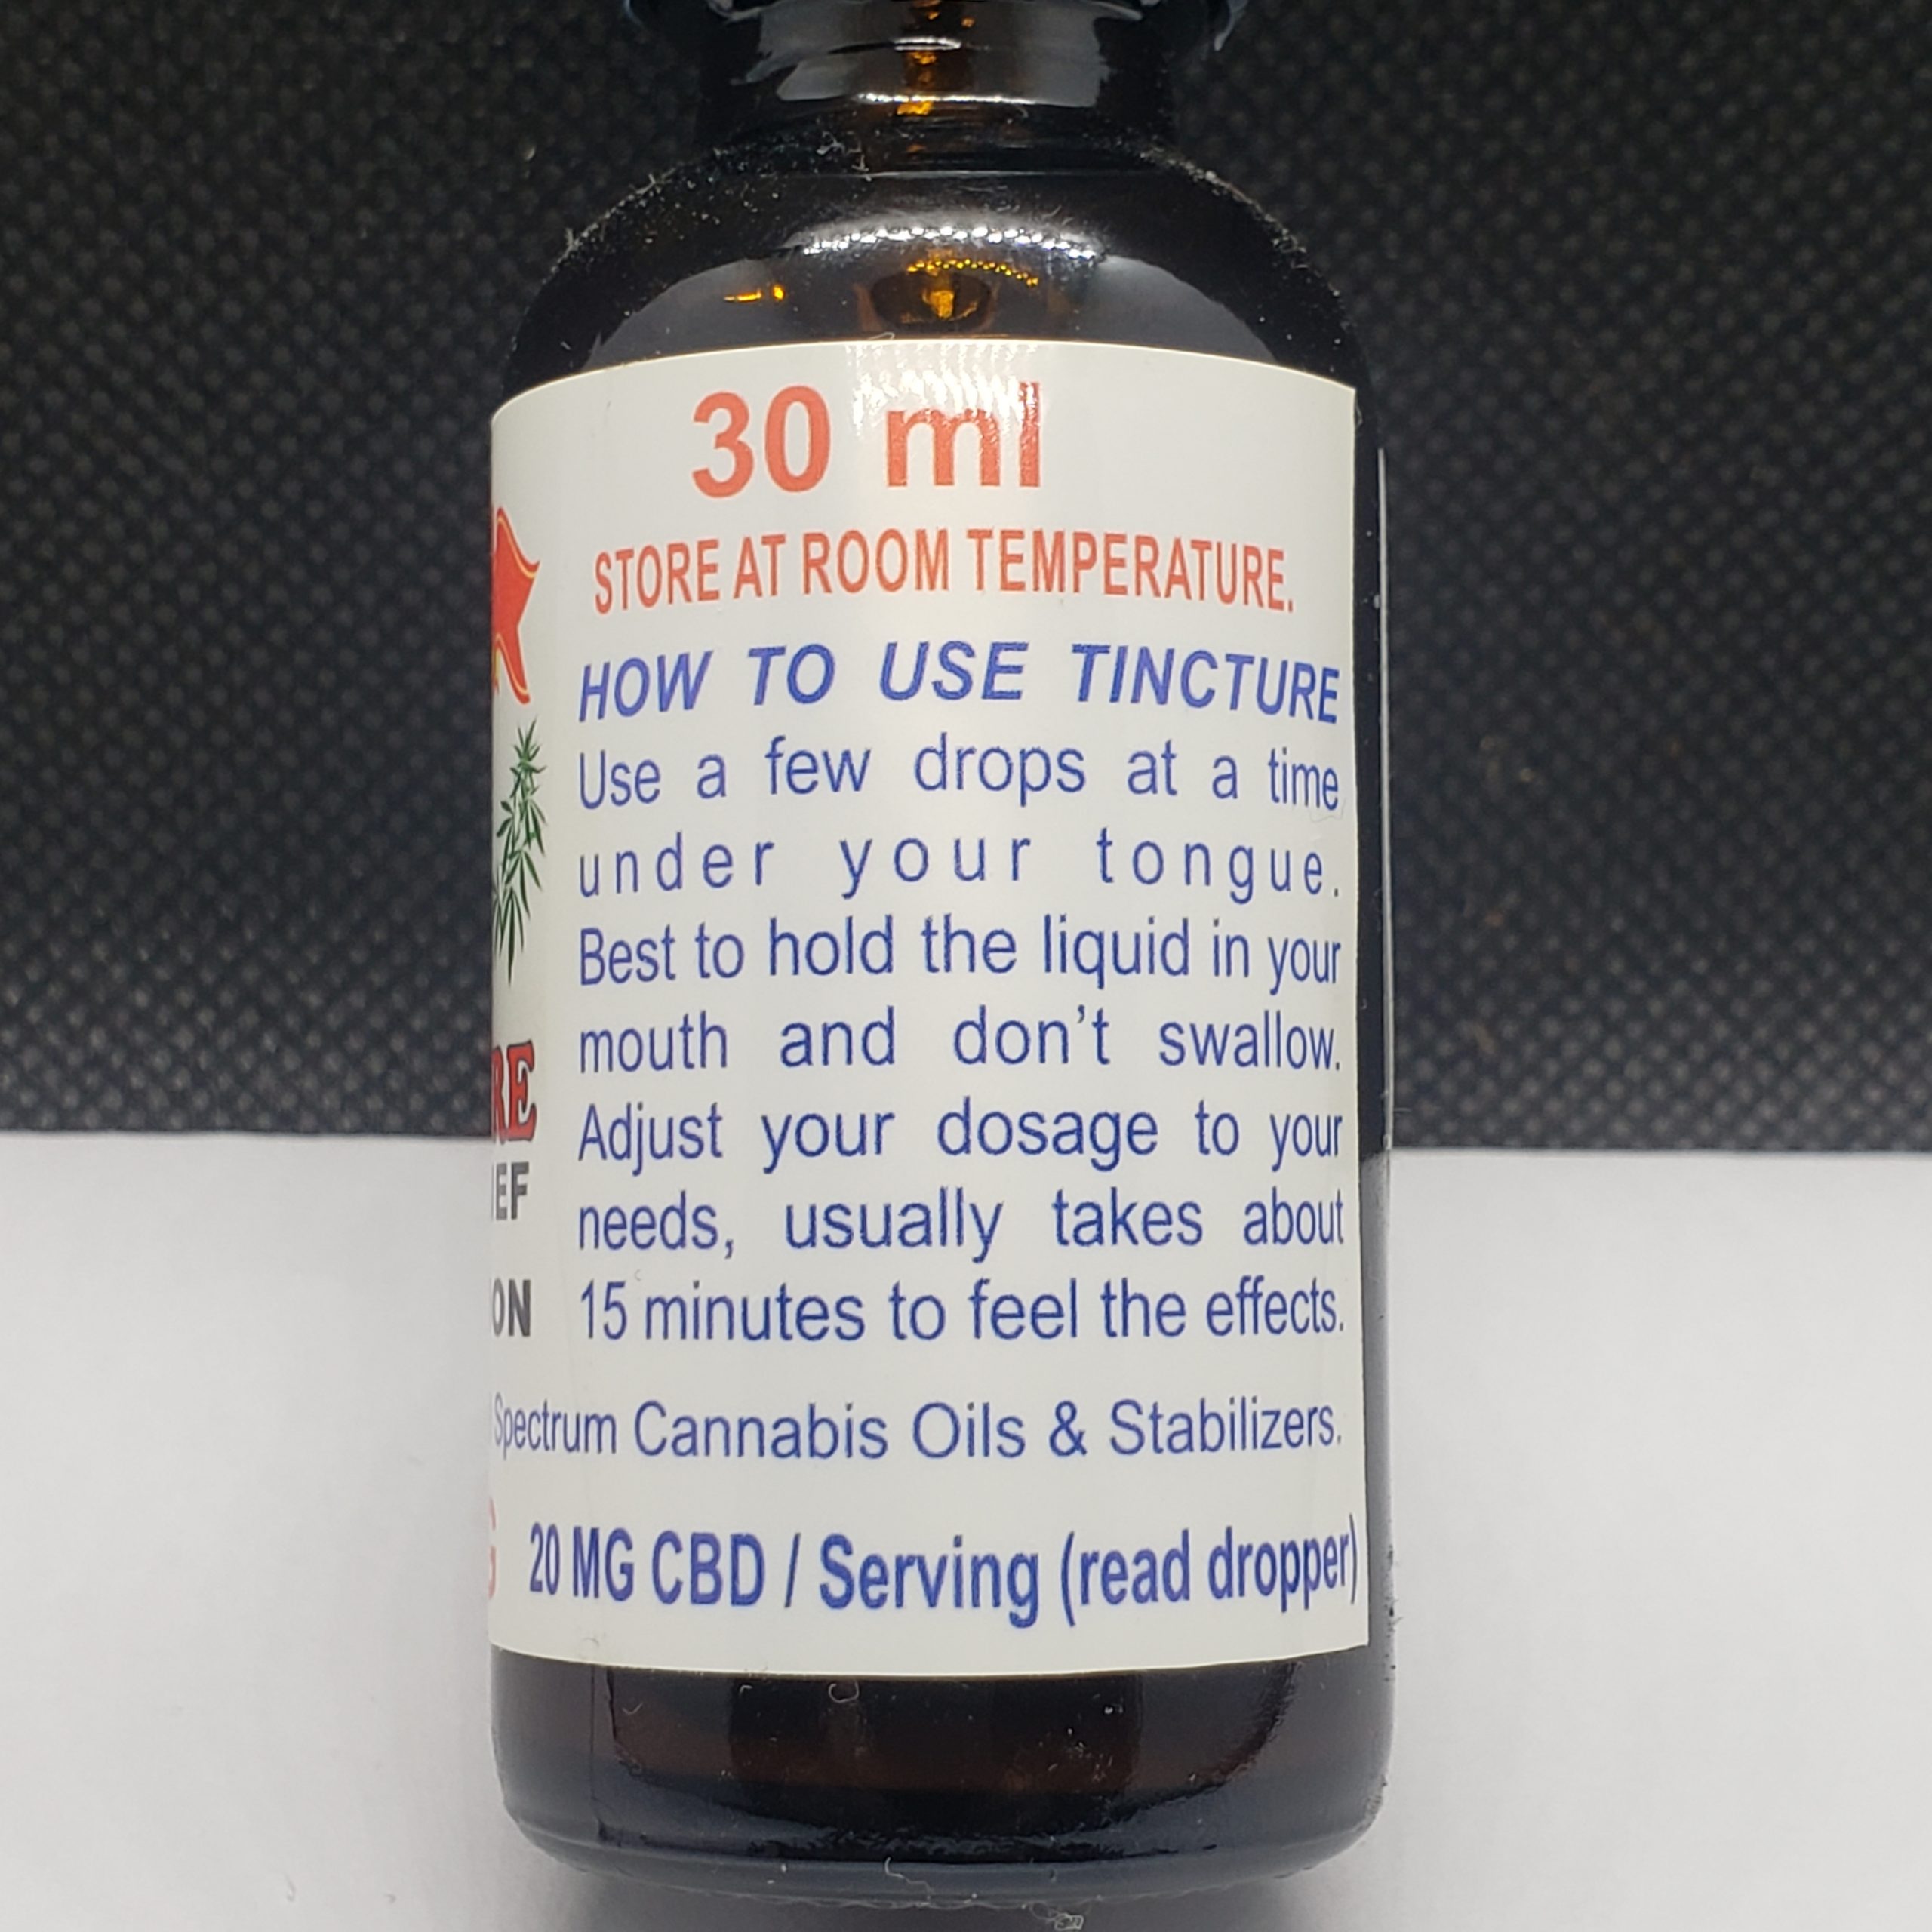 30 ml
STORE AT ROOM TEMPERATURE.
HOW TO USE TINCTURE
Use a few drops at a time
under your tongue.
Best to hold the liquid in your
mouth and don't swallow.
Adjust your dosage to your
needs, usually takes about
15 minutes to feel the effects.
Spectrum Cannabis Oils & Stabilizers.
20 MG CBD / Serving (read dropper)